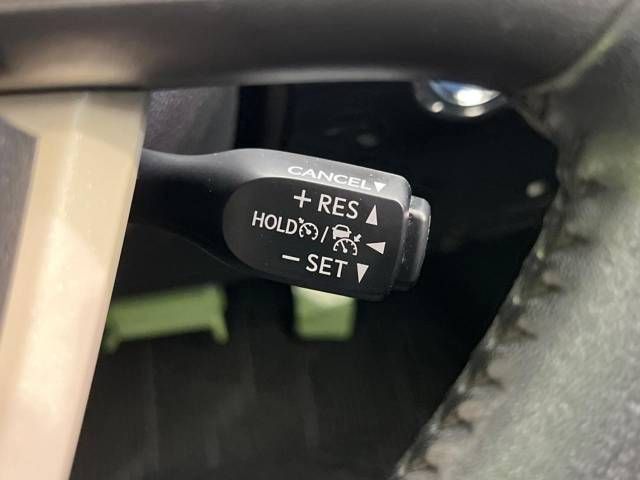 CANCEL▼
+ RES ▲
HOLD / ◀
− SET ▼